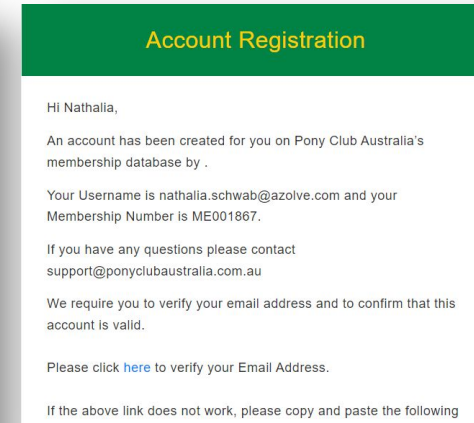 Account Registration
Hi Nathalia,
An account has been created for you on Pony Club Australia's
membership database by .
Your Username is nathalia.schwab@azolve.com and your
Membership Number is ME001867.
If you have any questions please contact
support@ponyclubaustralia.com.au
We require you to verify your email address and to confirm that this
account is valid.
Please click here to verify your Email Address.
If the above link does not work, please copy and paste the following